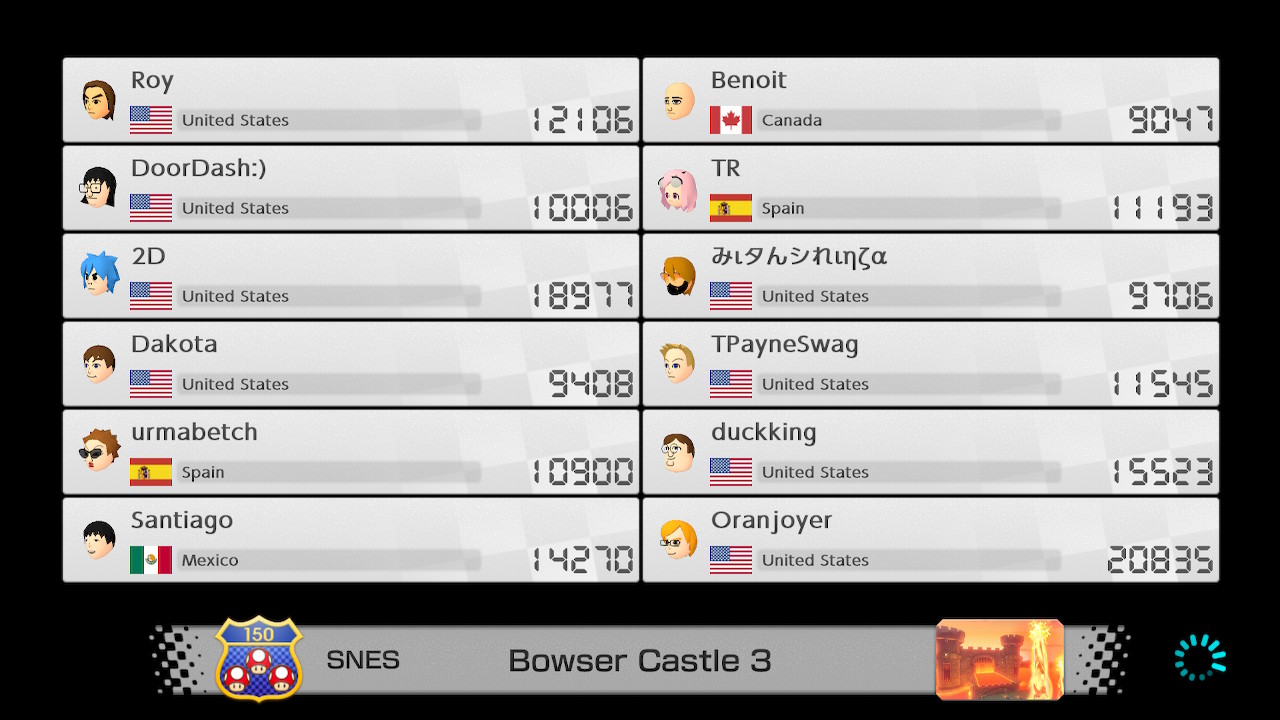 Roy
United States 12106
Benoit
Canada 9047
DoorDash:)
United States 10006
TR
Spain 11193
2D
United States 18977
みιタんシれιηζα
United States 9706
Dakota
United States 9408
TPayneSwag
United States 11545
urmabetch
Spain 10900
duckking
United States 15523
Santiago
Mexico 14270
Oranjoyer
United States 20835
150 SNES Bowser Castle 3